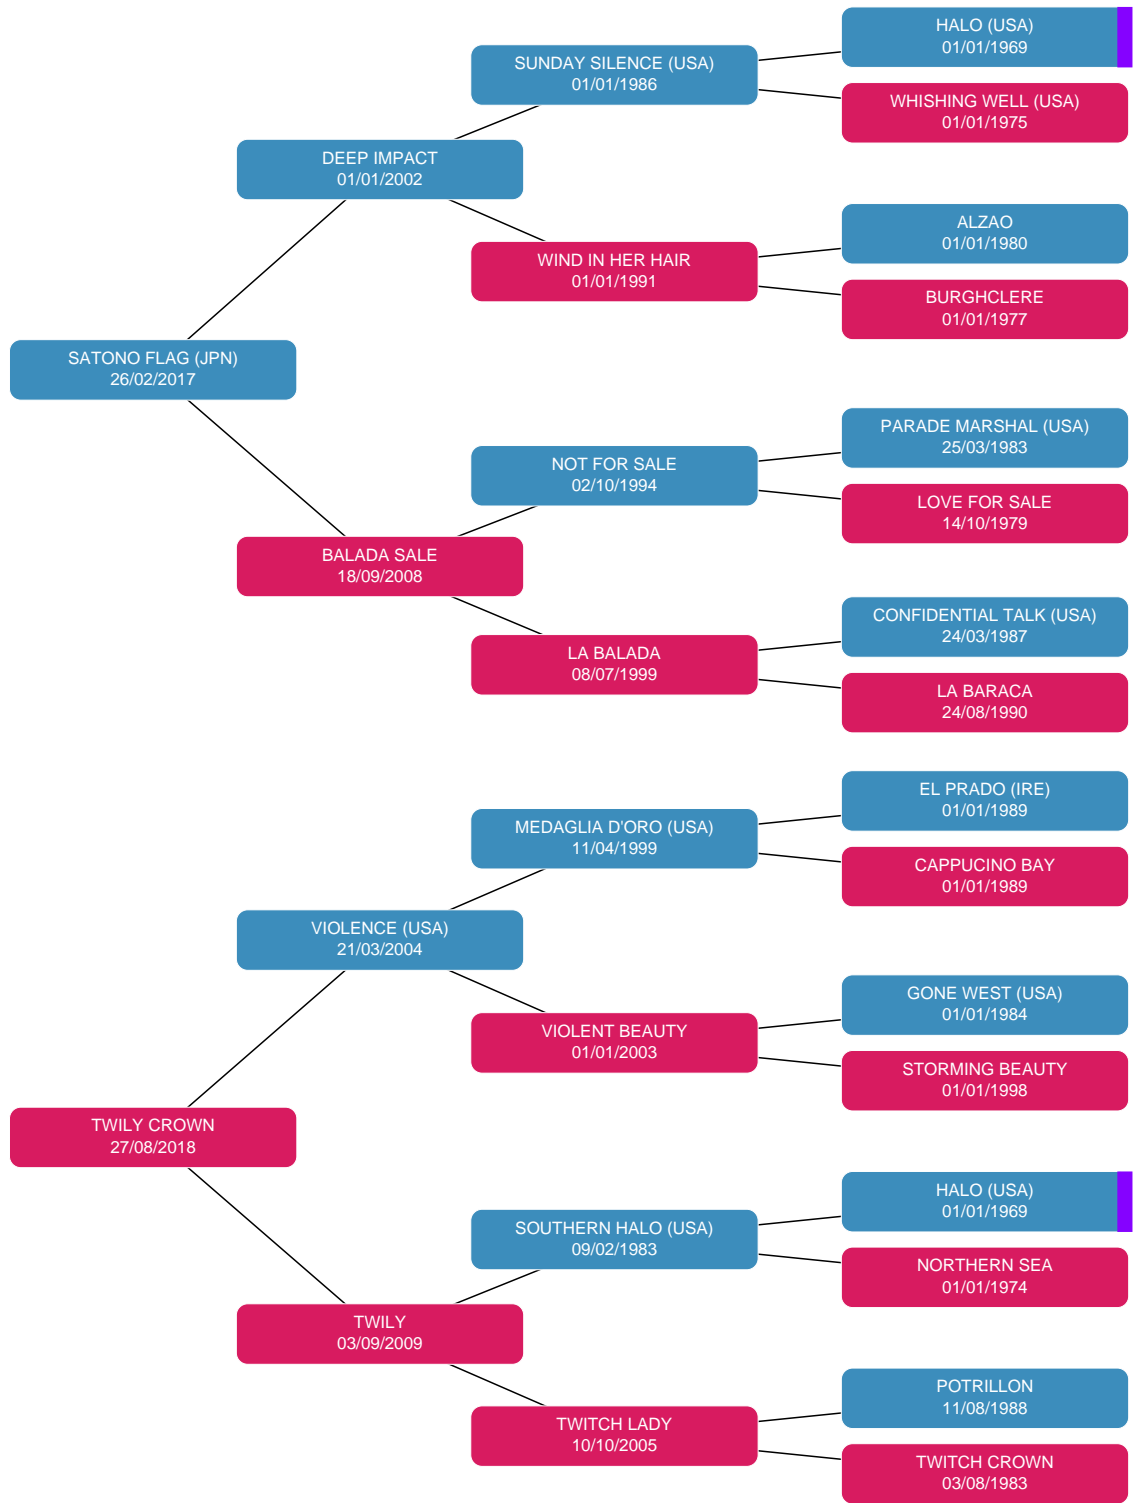 HALO (USA)
01/01/1969
SUNDAY SILENCE (USA)
01/01/1986
WHISHING WELL (USA)
01/01/1975
DEEP IMPACT
01/01/2002
ALZAO
01/01/1980
WIND IN HER HAIR
01/01/1991
BURGHCLERE
01/01/1977
SATONO FLAG (JPN)
26/02/2017
PARADE MARSHAL (USA)
25/03/1983
NOT FOR SALE
02/10/1994
LOVE FOR SALE
14/10/1979
BALADA SALE
18/09/2008
CONFIDENTIAL TALK (USA)
24/03/1987
LA BALADA
08/07/1999
LA BARACA
24/08/1990
EL PRADO (IRE)
01/01/1989
MEDAGLIA D'ORO (USA)
11/04/1999
CAPPUCINO BAY
01/01/1989
VIOLENCE (USA)
21/03/2004
GONE WEST (USA)
01/01/1984
VIOLENT BEAUTY
01/01/2003
STORMING BEAUTY
01/01/1998
TWILY CROWN
27/08/2018
HALO (USA)
01/01/1969
SOUTHERN HALO (USA)
09/02/1983
NORTHERN SEA
01/01/1974
TWILY
03/09/2009
POTRILLON
11/08/1988
TWITCH LADY
10/10/2005
TWITCH CROWN
03/08/1983